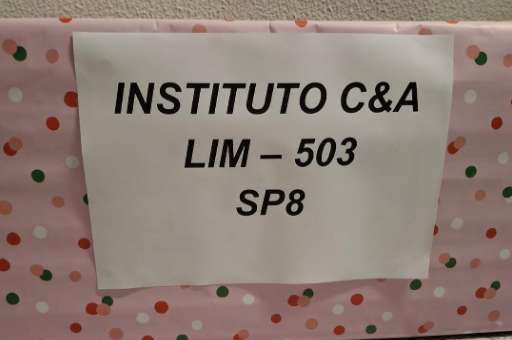 INSTITUTO C&A
LIM – 503
SP8